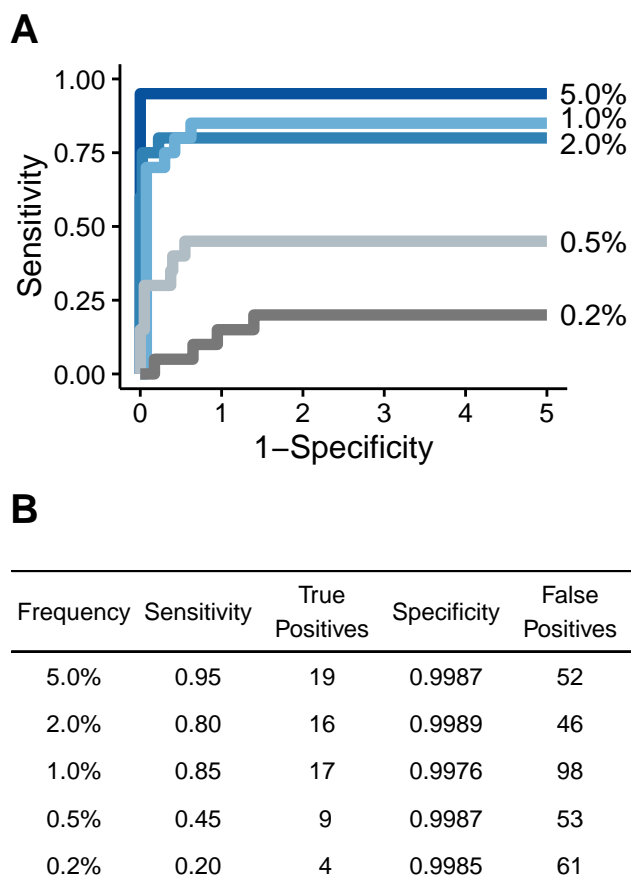 A
1.00
0.75
0.50
0.25
0.00
Sensitivity
5.0%
1.0%
2.0%
0.5%
0.2%
0 1 2 3 4 5
1−Specificity
B
Frequency Sensitivity True Positives Specificity False Positives
5.0% 0.95 19 0.9987 52
2.0% 0.80 16 0.9989 46
1.0% 0.85 17 0.9976 98
0.5% 0.45 9 0.9987 53
0.2% 0.20 4 0.9985 61